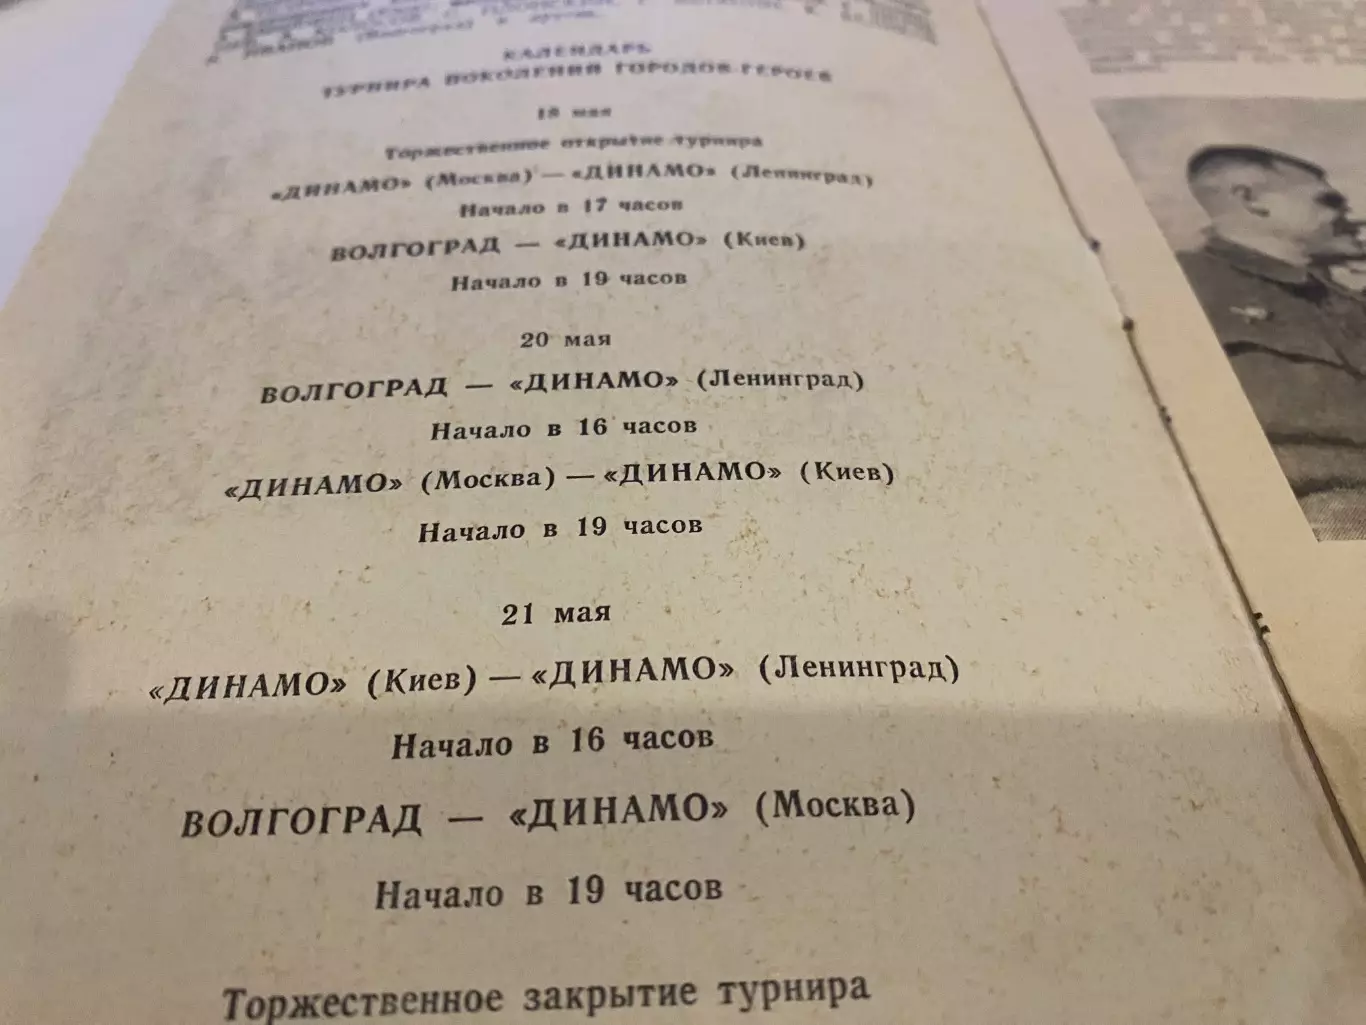 КАЛЕНДАРЬ
ТУРНИРА ПОКОЛЕНИЙ ГОРОДОВ-ГЕРОЕВ
мая
Торжественное открытие турнира
«ДИНАМО» (Москва) — «ДИНАМО» (Ленинград)
Начало в 17 часов
ВОЛГОГРАД — «ДИНАМО» (Киев)
Начало в 19 часов
20 мая
ВОЛГОГРАД — «ДИНАМО» (Ленинград)
Начало в 16 часов
«ДИНАМО» (Москва) — «ДИНАМО» (Киев)
Начало в 19 часов
21 мая
«ДИНАМО» (Киев) — «ДИНАМО» (Ленинград)
Начало в 16 часов
ВОЛГОГРАД — «ДИНАМО» (Москва)
Начало в 19 часов
Торжественное закрытие турнира